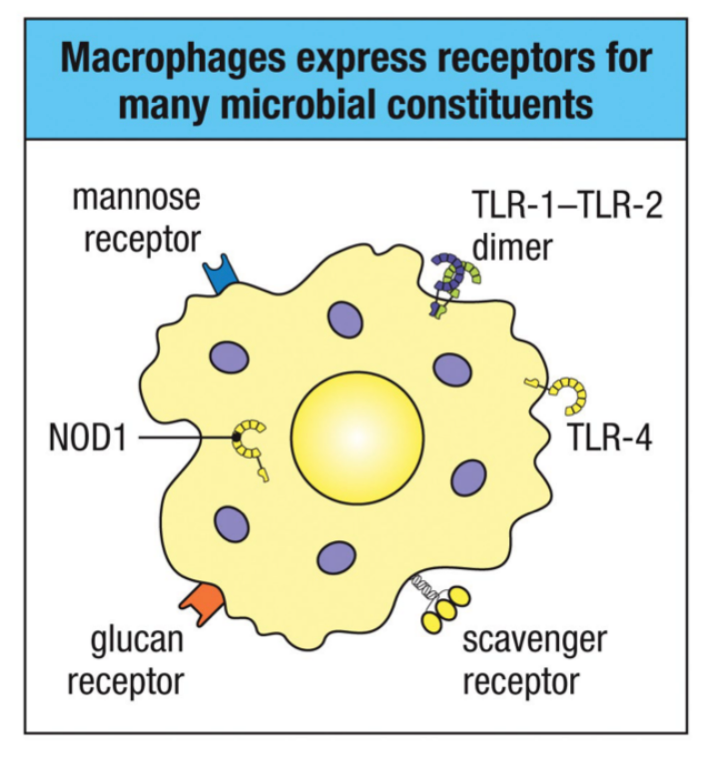 Macrophages express receptors for
many microbial constituents
mannose
receptor
TLR-1–TLR-2
dimer
NOD1
TLR-4
glucan
receptor
scavenger
receptor